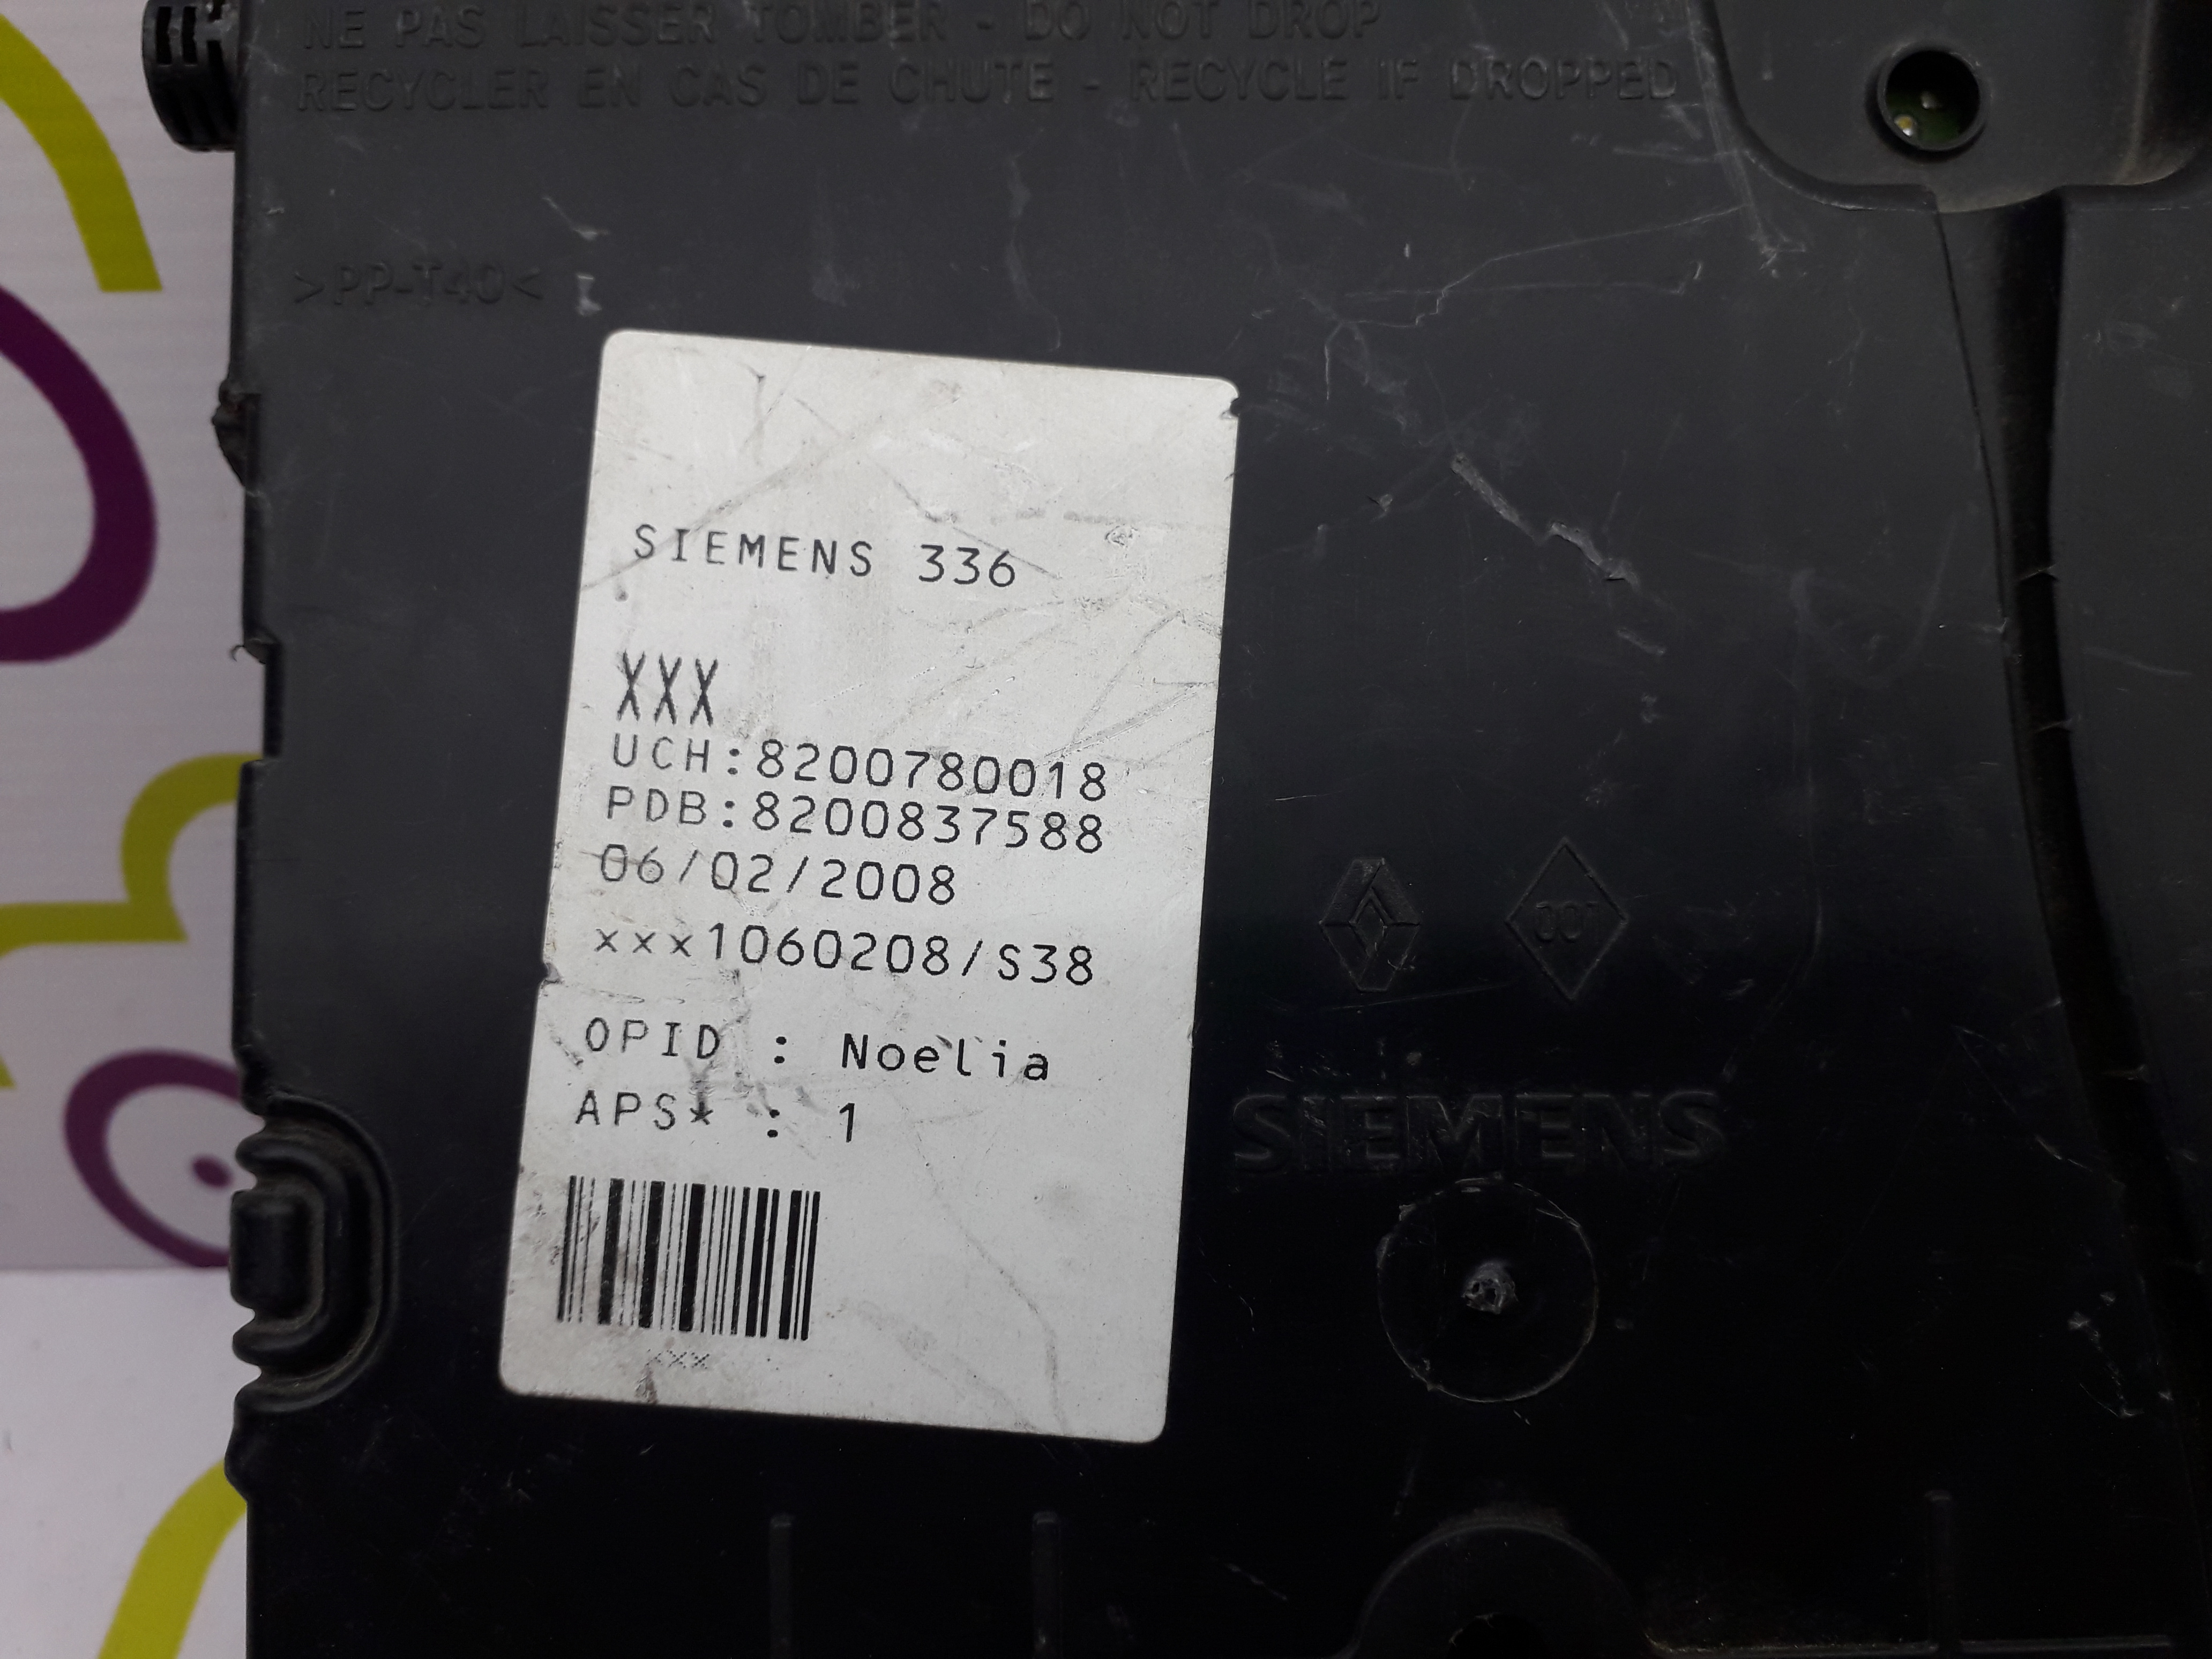 NE PAS LAISSER TOMBER - DO NOT DROP
RECYCLER EN CAS DE CHUTE - RECYCLE IF DROPPED
>PP-T40<
SIEMENS 336
XXX
UCH:8200780018
PDB:8200837588
06/02/2008
xxx1060208/S38
OPID : Noelia
APS* : 1
xxx
SIEMENS